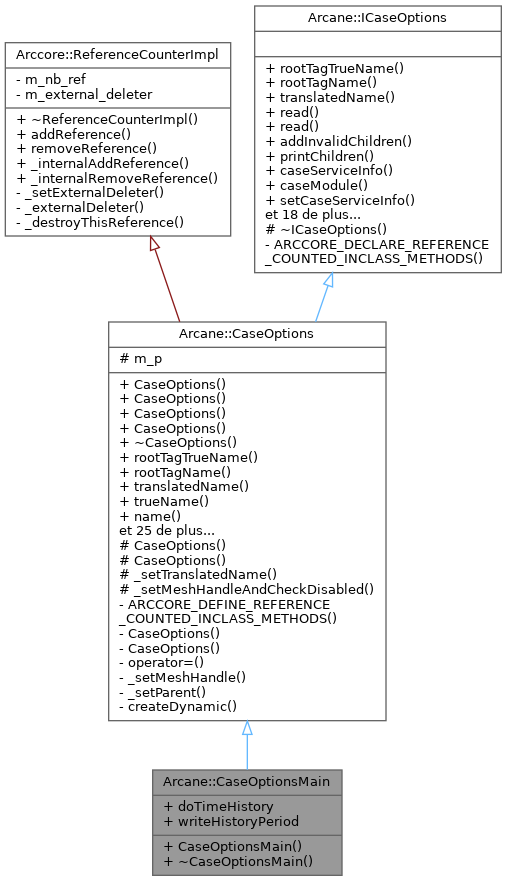 Arccore::ReferenceCounterImpl
- m_nb_ref
- m_external_deleter
+ ~ReferenceCounterImpl()
+ addReference()
+ removeReference()
+ _internalAddReference()
+ _internalRemoveReference()
- _setExternalDeleter()
- _externalDeleter()
- _destroyThisReference()
Arcane::ICaseOptions
+ rootTagTrueName()
+ rootTagName()
+ translatedName()
+ read()
+ read()
+ addInvalidChildren()
+ printChildren()
+ caseServiceInfo()
+ caseModule()
+ setCaseServiceInfo()
et 18 de plus...
# ~ICaseOptions()
- ARCCORE_DECLARE_REFERENCE
_COUNTED_INCLASS_METHODS()
Arcane::CaseOptions
# m_p
+ CaseOptions()
+ CaseOptions()
+ CaseOptions()
+ CaseOptions()
+ ~CaseOptions()
+ rootTagTrueName()
+ rootTagName()
+ translatedName()
+ trueName()
+ name()
et 25 de plus...
# CaseOptions()
# CaseOptions()
# _setTranslatedName()
# _setMeshHandleAndCheckDisabled()
- ARCCORE_DEFINE_REFERENCE
_COUNTED_INCLASS_METHODS()
- CaseOptions()
- CaseOptions()
- operator=()
- _setMeshHandle()
- _setParent()
- createDynamic()
Arcane::CaseOptionsMain
+ doTimeHistory
+ writeHistoryPeriod
+ CaseOptionsMain()
+ ~CaseOptionsMain()